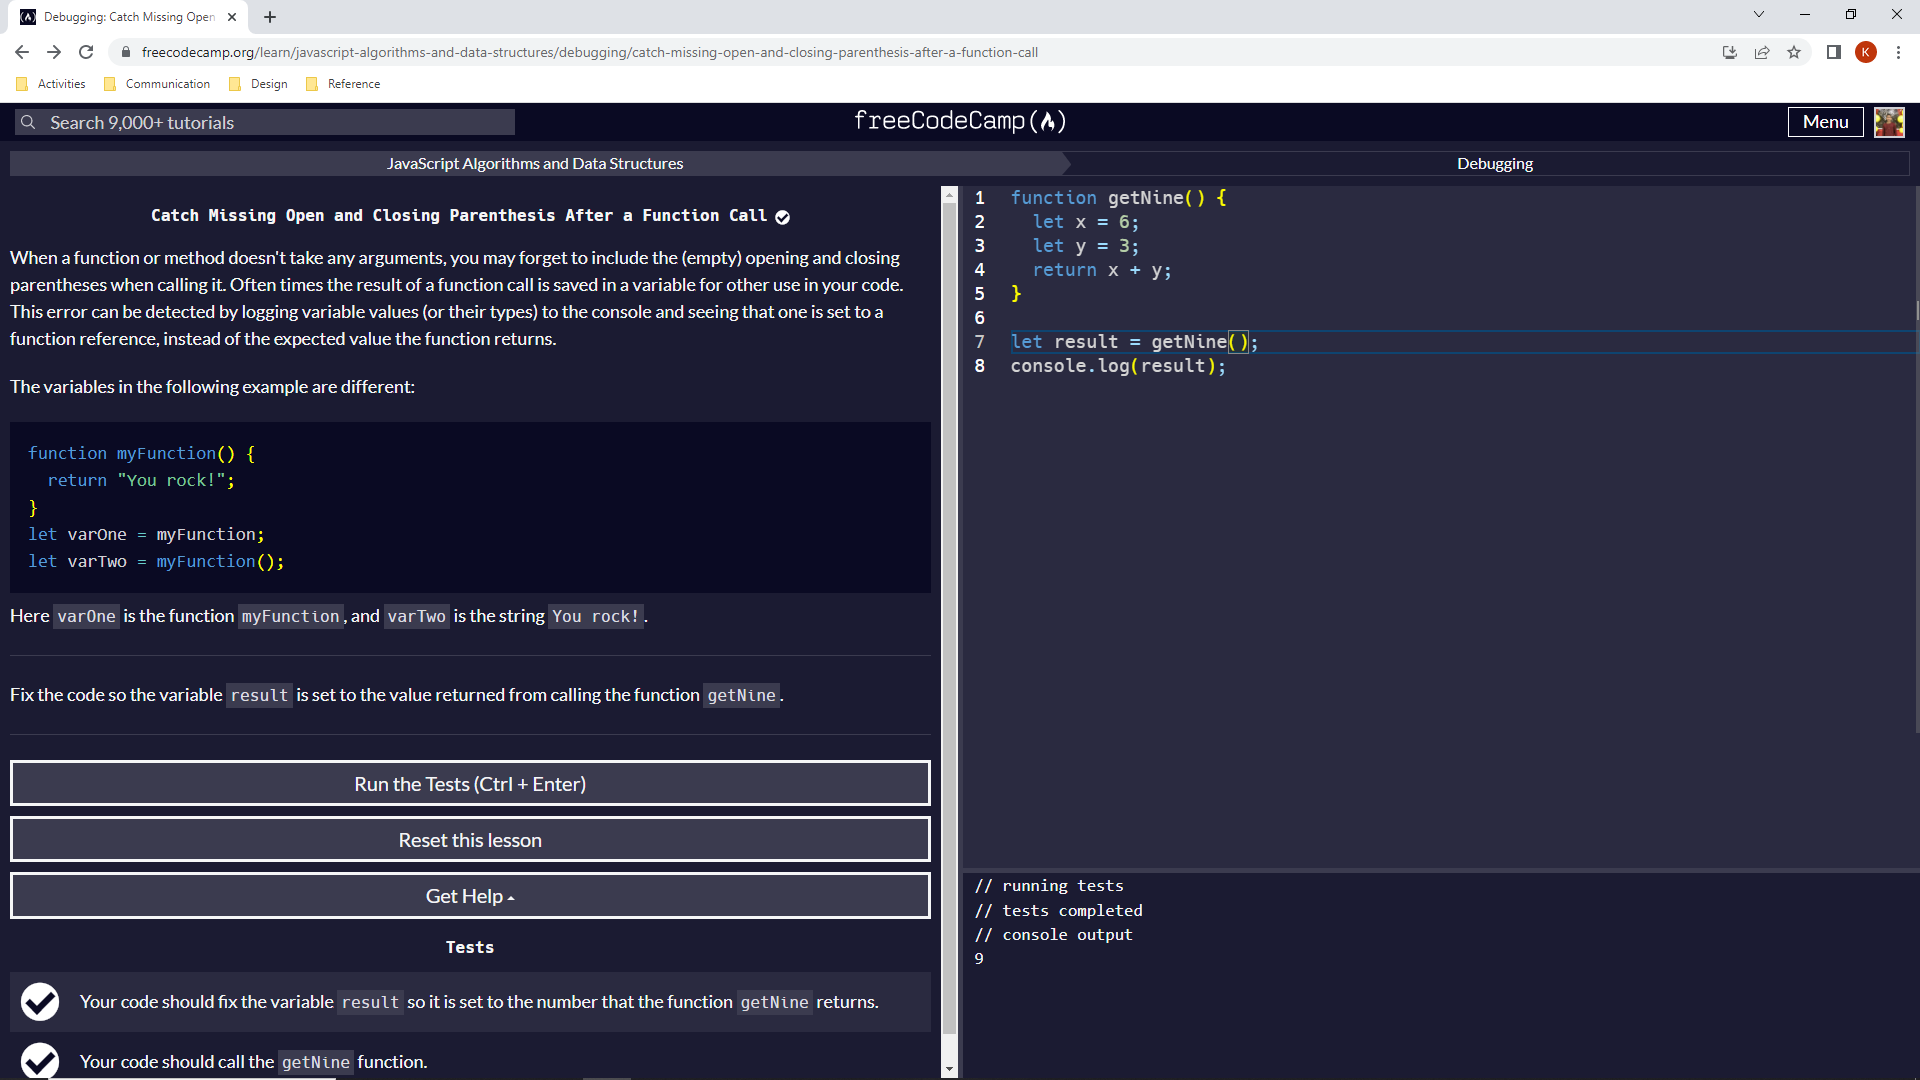 Debugging: Catch Missing Open
freecodecamp.org/learn/javascript-algorithms-and-data-structures/debugging/catch-missing-open-and-closing-parenthesis-after-a-function-call
K
Activities
Communication
Design
Reference
Search 9,000+ tutorials
freeCodeCamp
Menu
JavaScript Algorithms and Data Structures
Debugging
Catch Missing Open and Closing Parenthesis After a Function Call
When a function or method doesn't take any arguments, you may forget to include the (empty) opening and closing
parentheses when calling it. Often times the result of a function call is saved in a variable for other use in your code.
This error can be detected by logging variable values (or their types) to the console and seeing that one is set to a
function reference, instead of the expected value the function returns.
The variables in the following example are different:
function myFunction() {
  return "You rock!";
}
let varOne = myFunction;
let varTwo = myFunction();
Here varOne is the function myFunction, and varTwo is the string You rock!.
Fix the code so the variable result is set to the value returned from calling the function getNine.
Run the Tests (Ctrl + Enter)
Reset this lesson
Get Help
Tests
Your code should fix the variable result so it is set to the number that the function getNine returns.
Your code should call the getNine function.
1 function getNine() {
2   let x = 6;
3   let y = 3;
4   return x + y;
5 }
6
7 let result = getNine();
8 console.log(result);
// running tests
// tests completed
// console output
9